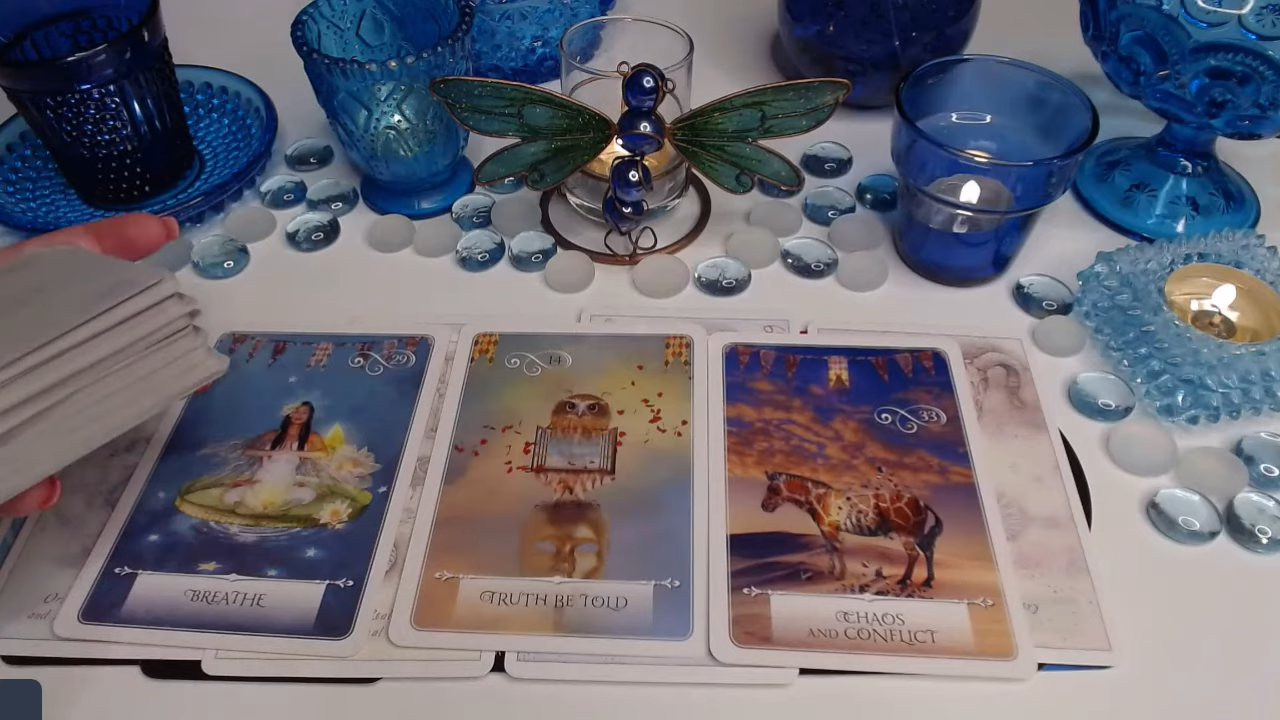 29
14
33
BREATHE
TRUTH BE TOLD
CHAOS
AND CONFLICT